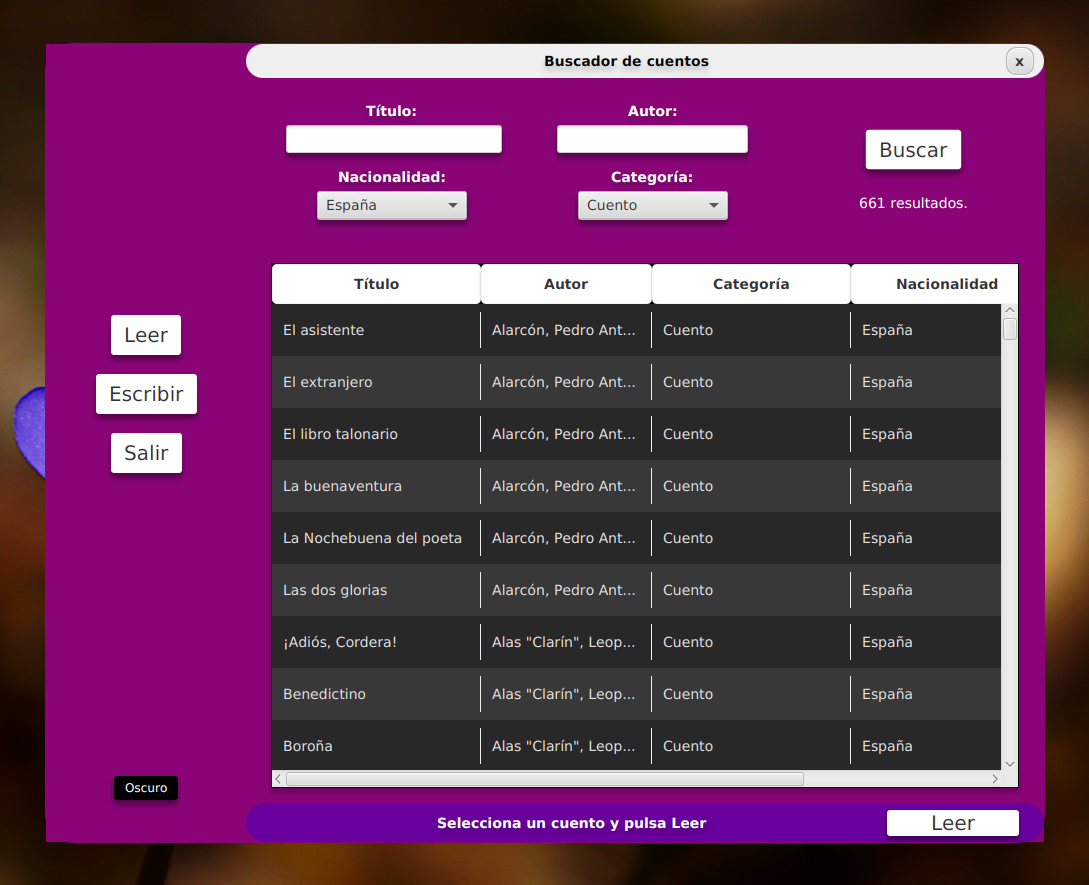 Buscador de cuentos
x
Título:
Autor:
Buscar
Nacionalidad:
Categoría:
España
Cuento
661 resultados.
Título Autor Categoría Nacionalidad
El asistente Alarcón, Pedro Ant... Cuento España
El extranjero Alarcón, Pedro Ant... Cuento España
El libro talonario Alarcón, Pedro Ant... Cuento España
La buenaventura Alarcón, Pedro Ant... Cuento España
La Nochebuena del poeta Alarcón, Pedro Ant... Cuento España
Las dos glorias Alarcón, Pedro Ant... Cuento España
¡Adiós, Cordera! Alas "Clarín", Leop... Cuento España
Benedictino Alas "Clarín", Leop... Cuento España
Boroña Alas "Clarín", Leop... Cuento España
Leer
Escribir
Salir
Oscuro
Selecciona un cuento y pulsa Leer
Leer